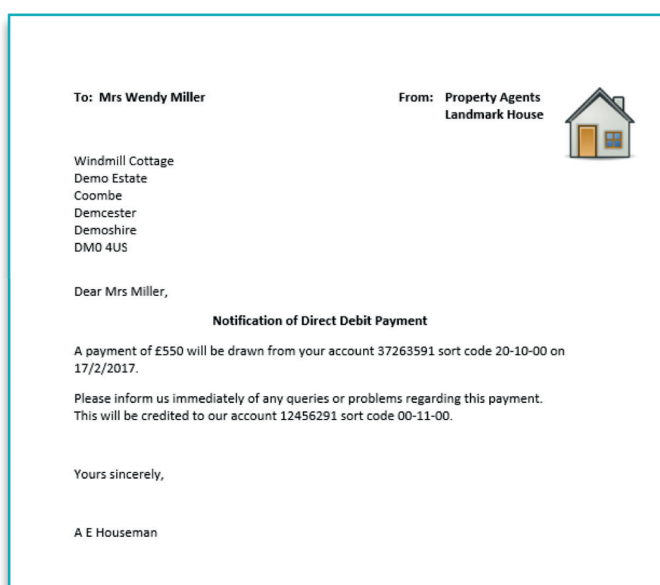 To: Mrs Wendy Miller
From: Property Agents
Landmark House
Windmill Cottage
Demo Estate
Coombe
Demcester
Demoshire
DM0 4US
Dear Mrs Miller,
Notification of Direct Debit Payment
A payment of £550 will be drawn from your account 37263591 sort code 20-10-00 on
17/2/2017.
Please inform us immediately of any queries or problems regarding this payment.
This will be credited to our account 12456291 sort code 00-11-00.
Yours sincerely,
A E Houseman